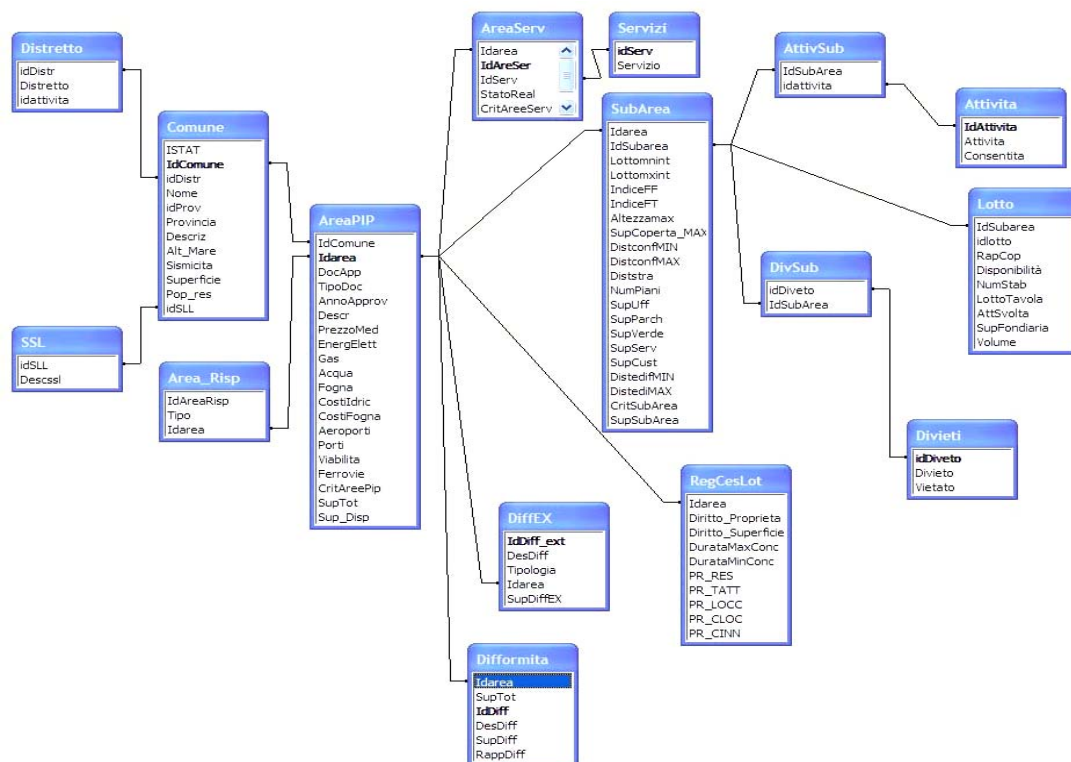 Distretto
idDistr
Distretto
idattivita
Comune
ISTAT
IdComune
idDistr
Nome
idProv
Provincia
Descriz
Alt_Mare
Sismicita
Superficie
Pop_res
idSLL
SSL
idSLL
Descssl
Area_Risp
IdAreaRisp
Tipo
Idarea
AreaPIP
IdComune
Idarea
DocApp
TipoDoc
AnnoApprov
Descr
PrezzoMed
EnergElett
Gas
Acqua
Fogna
CostiIdric
CostiFogna
Aeroporti
Porti
Viabilita
Ferrovie
CritAreePip
SupTot
Sup_Disp
AreaServ
Idarea
IdAreSer
IdServ
StatoReal
CritAreeServ
Servizi
idServ
Servizio
SubArea
Idarea
IdSubarea
Lottomnint
Lottomxint
IndiceFF
IndiceFT
Altezzamax
SupCoperta_MAX
DistconfMIN
DistconfMAX
Diststra
NumPiani
SupUff
SupParch
SupVerde
SupServ
SupCust
DistedifMIN
DistediMAX
CritSubArea
SupSubArea
AttivSub
IdSubArea
idattivita
Attivita
IdAttivita
Attivita
Consentita
Lotto
IdSubarea
idlotto
RapCop
Disponibilità
NumStab
LottoTavola
AttSvolta
SupFondiaria
Volume
DivSub
idDiveto
IdSubArea
Divieti
idDiveto
Divieto
Vietato
RegCesLot
Idarea
Diritto_Proprieta
Diritto_Superficie
DurataMaxConc
DurataMinConc
PR_RES
PR_TATT
PR_LOCC
PR_CLOC
PR_CINN
DiffEX
IdDiff_ext
DesDiff
Tipologia
Idarea
SupDiffEX
Difformita
Idarea
SupTot
IdDiff
DesDiff
SupDiff
RappDiff